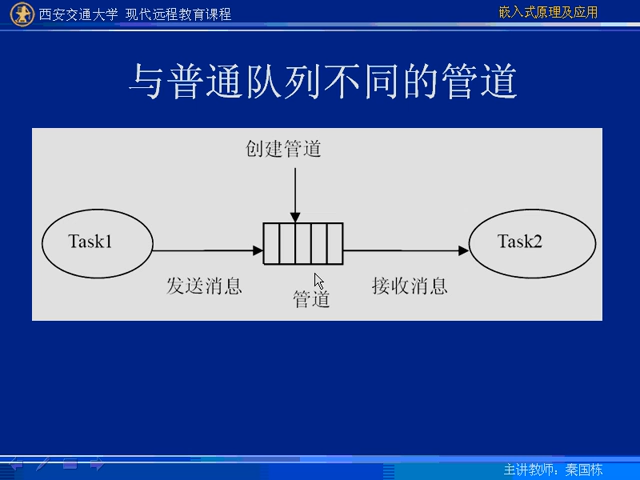 西安交通大学 现代远程教育课程
嵌入式原理及应用
与普通队列不同的管道
创建管道
Task1
Task2
发送消息
管道
接收消息
主讲教师：秦国栋